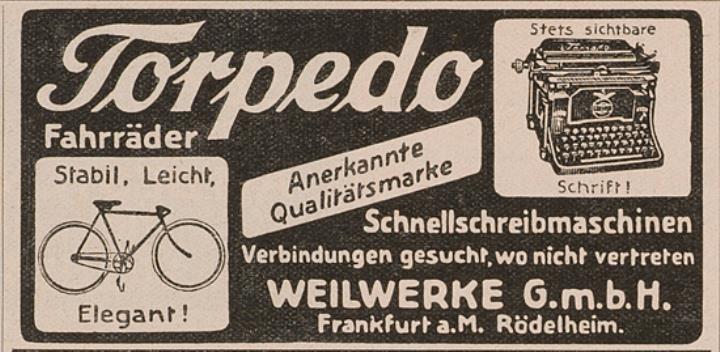 Torpedo
Fahrräder
Stabil, Leicht,
Elegant!
Anerkannte
Qualitätsmarke
Stets sichtbare
Schrift!
Schnellschreibmaschinen
Verbindungen gesucht, wo nicht vertreten
WEILWERKE G.m.b.H.
Frankfurt a.M. Rödelheim.